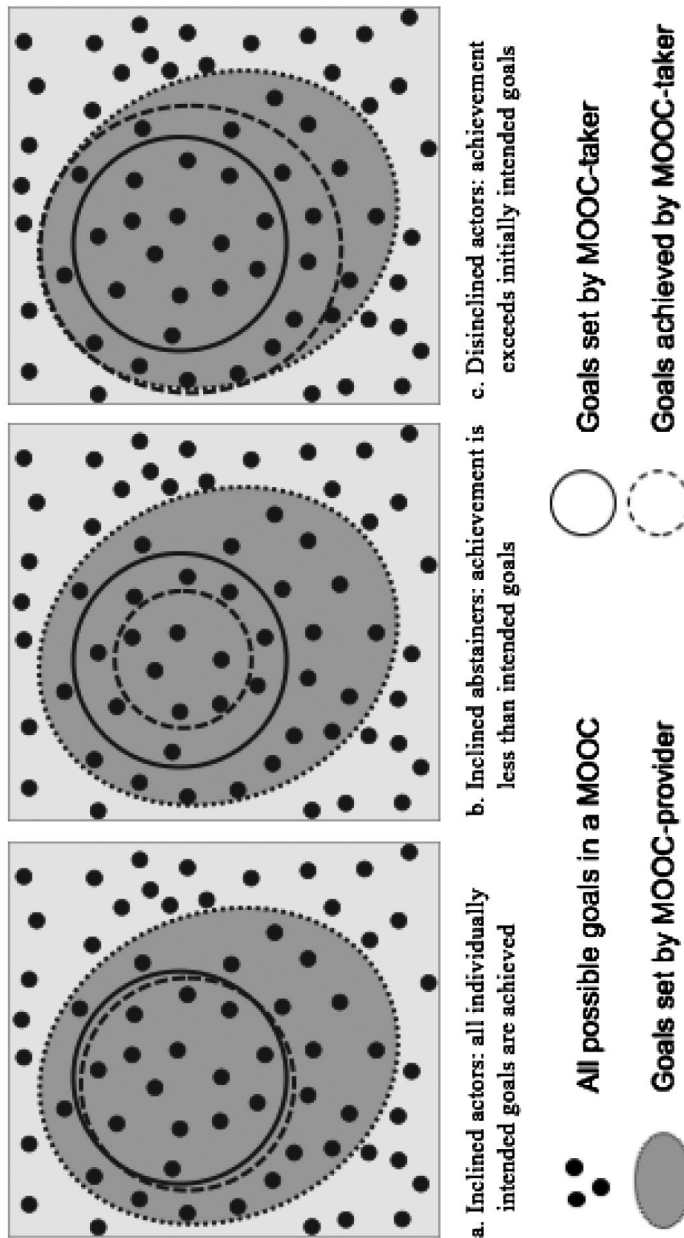 a. Inclined actors: all individually
intended goals are achieved
b. Inclined abstainers: achievement is
less than intended goals
c. Disinclined actors: achievement
exceeds initially intended goals
All possible goals in a MOOC
Goals set by MOOC-provider
Goals set by MOOC-taker
Goals achieved by MOOC-taker